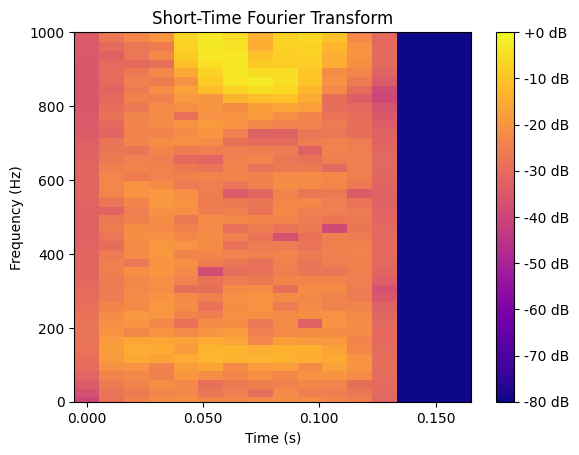 Short-Time Fourier Transform
1000
800
600
400
200
0
Frequency (Hz)
0.000
0.050
0.100
0.150
Time (s)
+0 dB
-10 dB
-20 dB
-30 dB
-40 dB
-50 dB
-60 dB
-70 dB
-80 dB